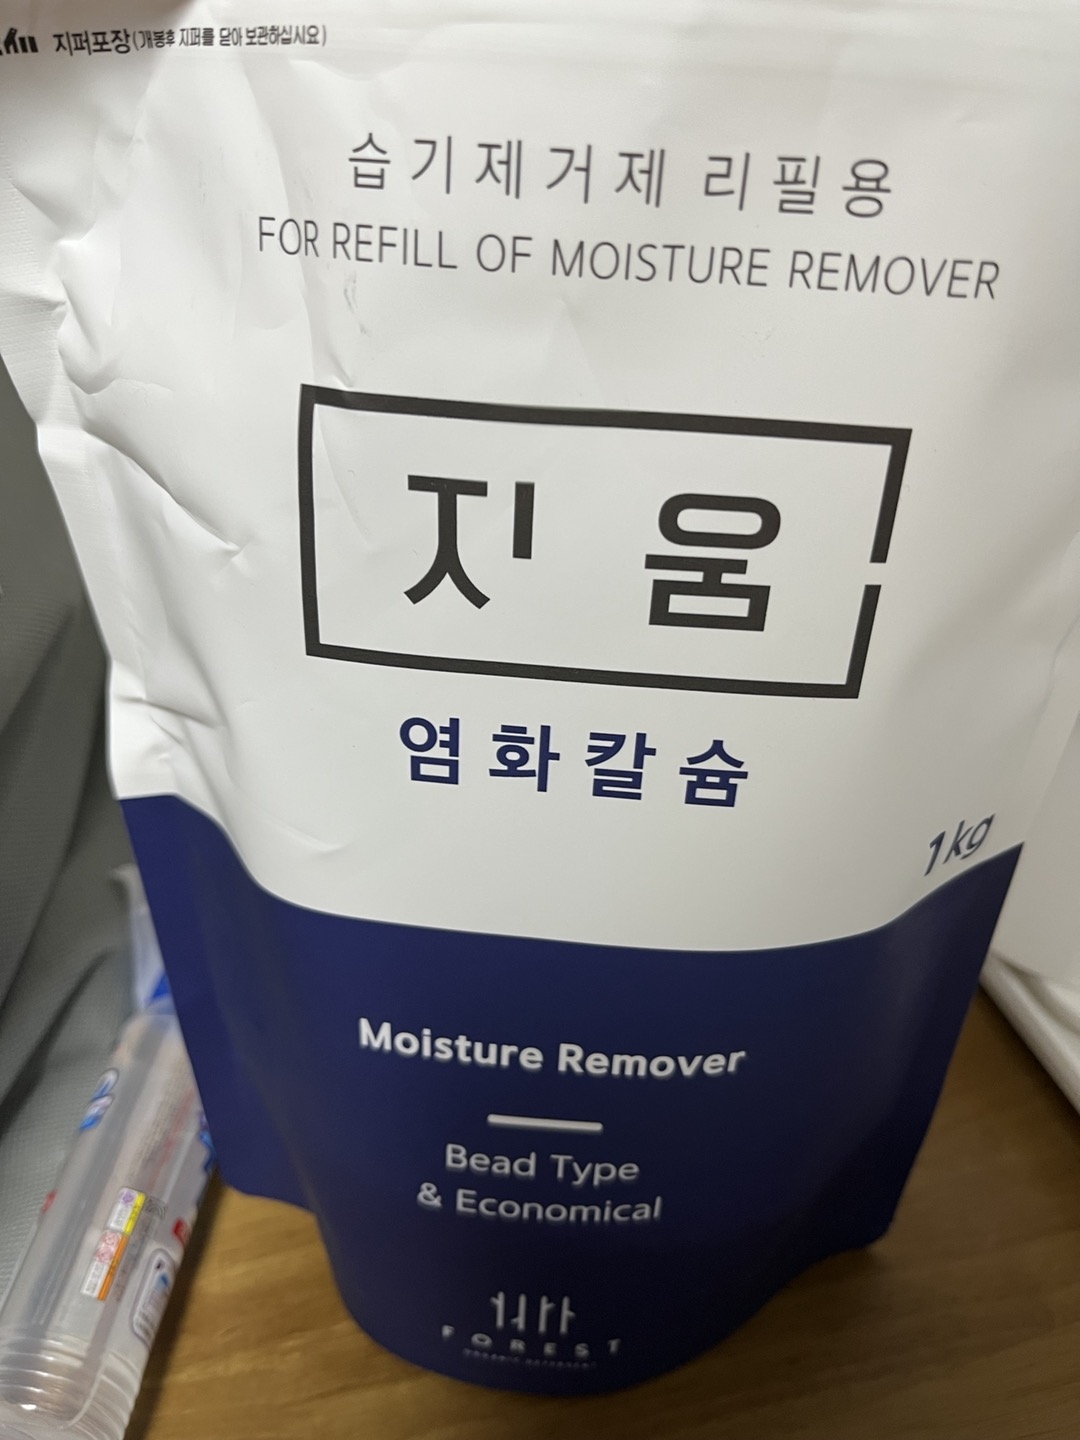 지퍼포장(개봉후 지퍼를 닫아 보관하십시요)
습기제거제 리필용
FOR REFILL OF MOISTURE REMOVER
지움
염화칼슘
1kg
Moisture Remover
Bead Type
& Economical
FOREST